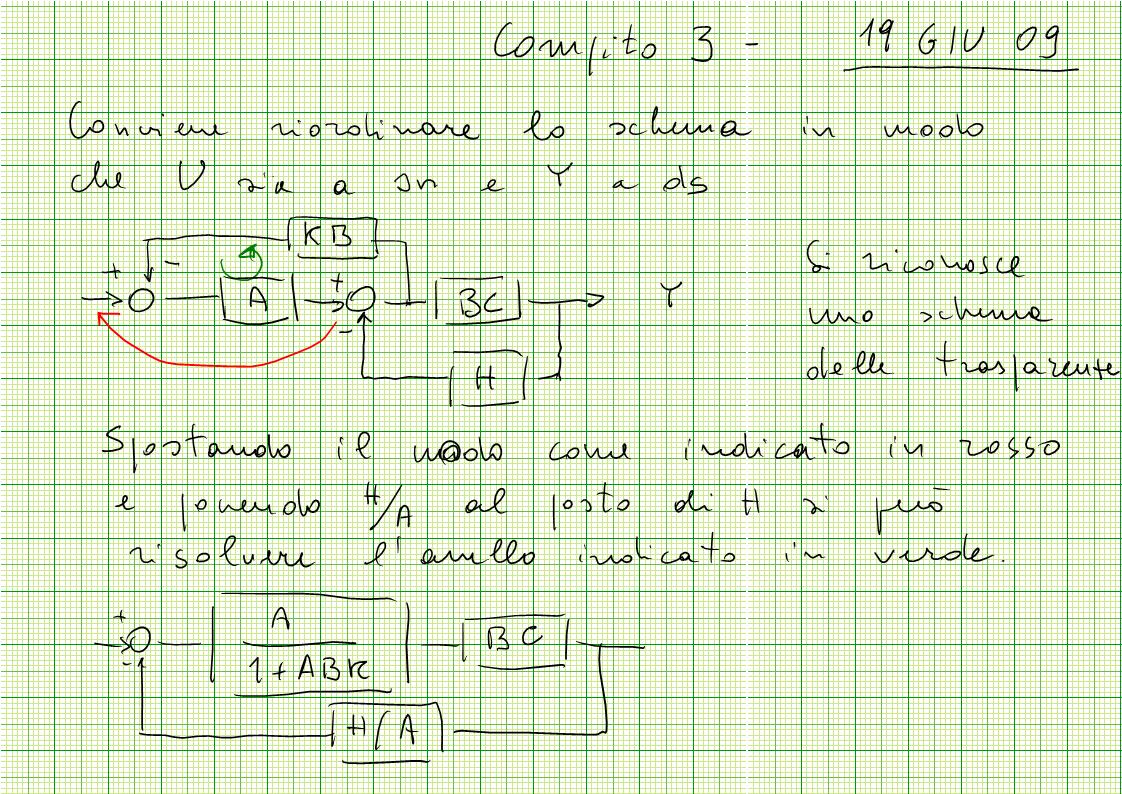 Compito 3 - 19 GIU 09
Conviene riordinare lo schema in modo
che U sia a sn e Y a ds
KB
+ - A + - BC Y
H
Si riconosce
uno schema
delle trasparente
Spostando il nodo come indicato in rosso
e ponendo H/A al posto di H si può
risolvere l'anello indicato in verde.
+ - A BC
1+ABK
H/A